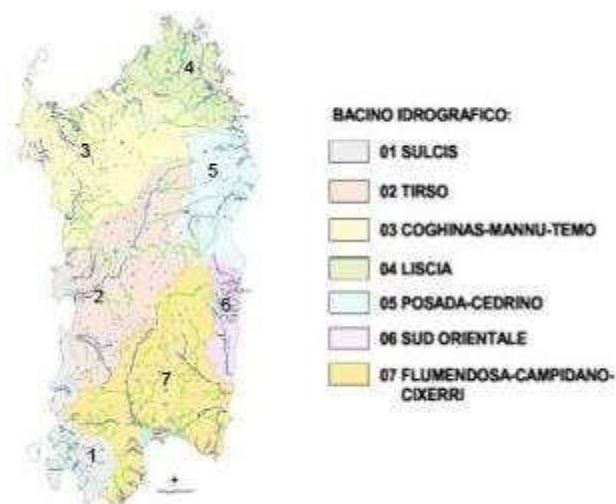 4
3
5
2
6
7
1
BACINO IDROGRAFICO:
01 SULCIS
02 TIRSO
03 COGHINAS-MANNU-TEMO
04 LISCIA
05 POSADA-CEDRINO
06 SUD ORIENTALE
07 FLUMENDOSA-CAMPIDANO-
CIXERRI